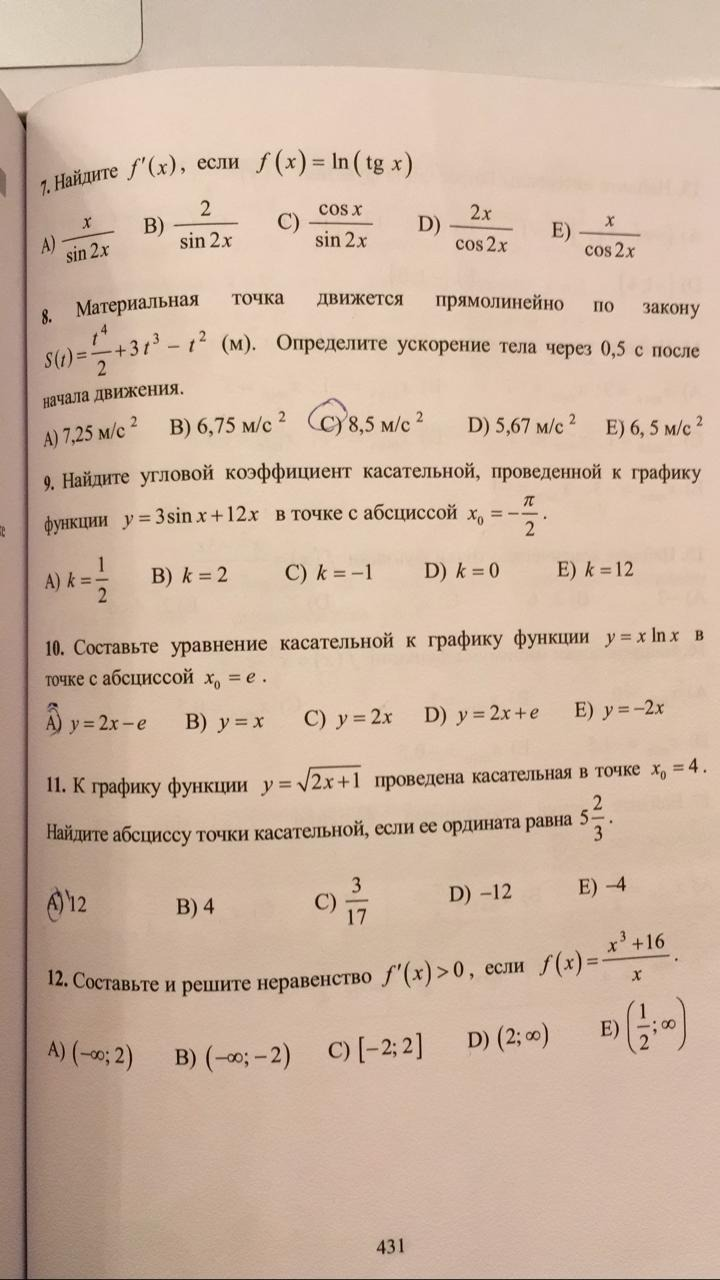 7. Найдите f'(x), если f(x) = ln(tg x)
A) x/sin 2x B) 2/sin 2x C) cos x/sin 2x D) 2x/cos 2x E) x/cos 2x
8. Материальная точка движется прямолинейно по закону
S(t) = t⁴/2 + 3t³ − t² (м). Определите ускорение тела через 0,5 с после
начала движения.
A) 7,25 м/с² B) 6,75 м/с² C) 8,5 м/с² D) 5,67 м/с² E) 6, 5 м/с²
9. Найдите угловой коэффициент касательной, проведенной к графику
функции y = 3sin x + 12x в точке с абсциссой x₀ = −π/2.
A) k = 1/2 B) k = 2 C) k = −1 D) k = 0 E) k = 12
10. Составьте уравнение касательной к графику функции y = x ln x в
точке с абсциссой x₀ = e.
A) y = 2x − e B) y = x C) y = 2x D) y = 2x + e E) y = −2x
11. К графику функции y = √(2x+1) проведена касательная в точке x₀ = 4.
Найдите абсциссу точки касательной, если ее ордината равна 5 2/3.
A) 12 B) 4 C) 3/17 D) −12 E) −4
12. Составьте и решите неравенство f'(x) > 0, если f(x) = (x³ + 16)/x.
A) (−∞; 2) B) (−∞; −2) C) [−2; 2] D) (2; ∞) E) (1/2; ∞)
431